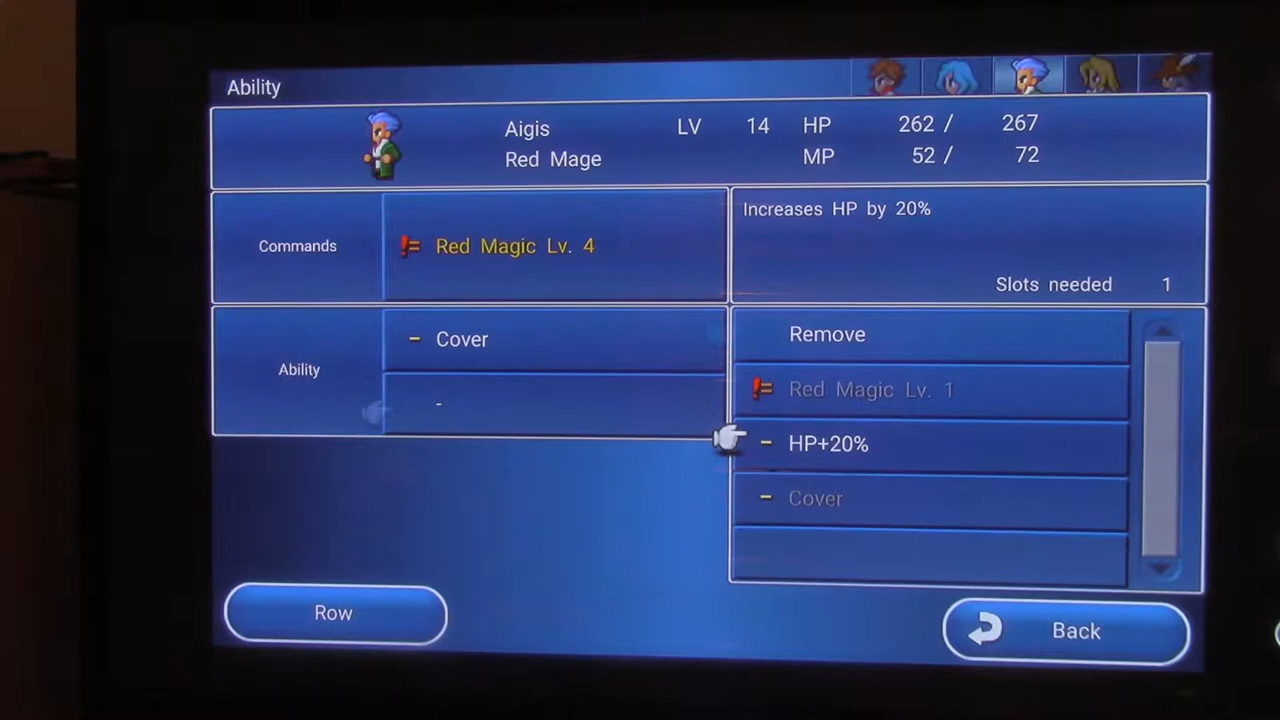 Ability
Aigis LV 14 HP 262 / 267
Red Mage MP 52 / 72
Commands
!= Red Magic Lv. 4
Increases HP by 20%
Slots needed 1
Ability
- Cover
-
Remove
!= Red Magic Lv. 1
- HP+20%
- Cover
Row
Back